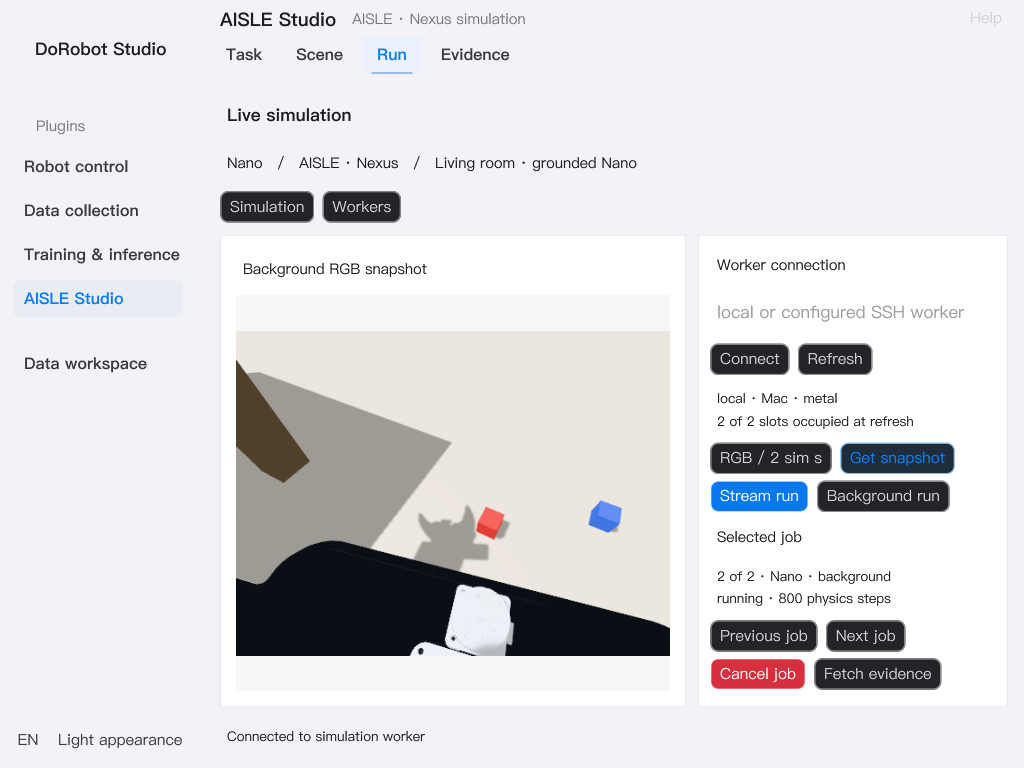 AISLE Studio AISLE · Nexus simulation Help
DoRobot Studio
Task Scene Run Evidence
Live simulation
Plugins
Robot control
Data collection
Training & inference
AISLE Studio
Data workspace
Nano / AISLE · Nexus / Living room · grounded Nano
Simulation Workers
Background RGB snapshot
Worker connection
local or configured SSH worker
Connect Refresh
local · Mac · metal
2 of 2 slots occupied at refresh
RGB / 2 sim s Get snapshot
Stream run Background run
Selected job
2 of 2 · Nano · background
running · 800 physics steps
Previous job Next job
Cancel job Fetch evidence
EN Light appearance
Connected to simulation worker